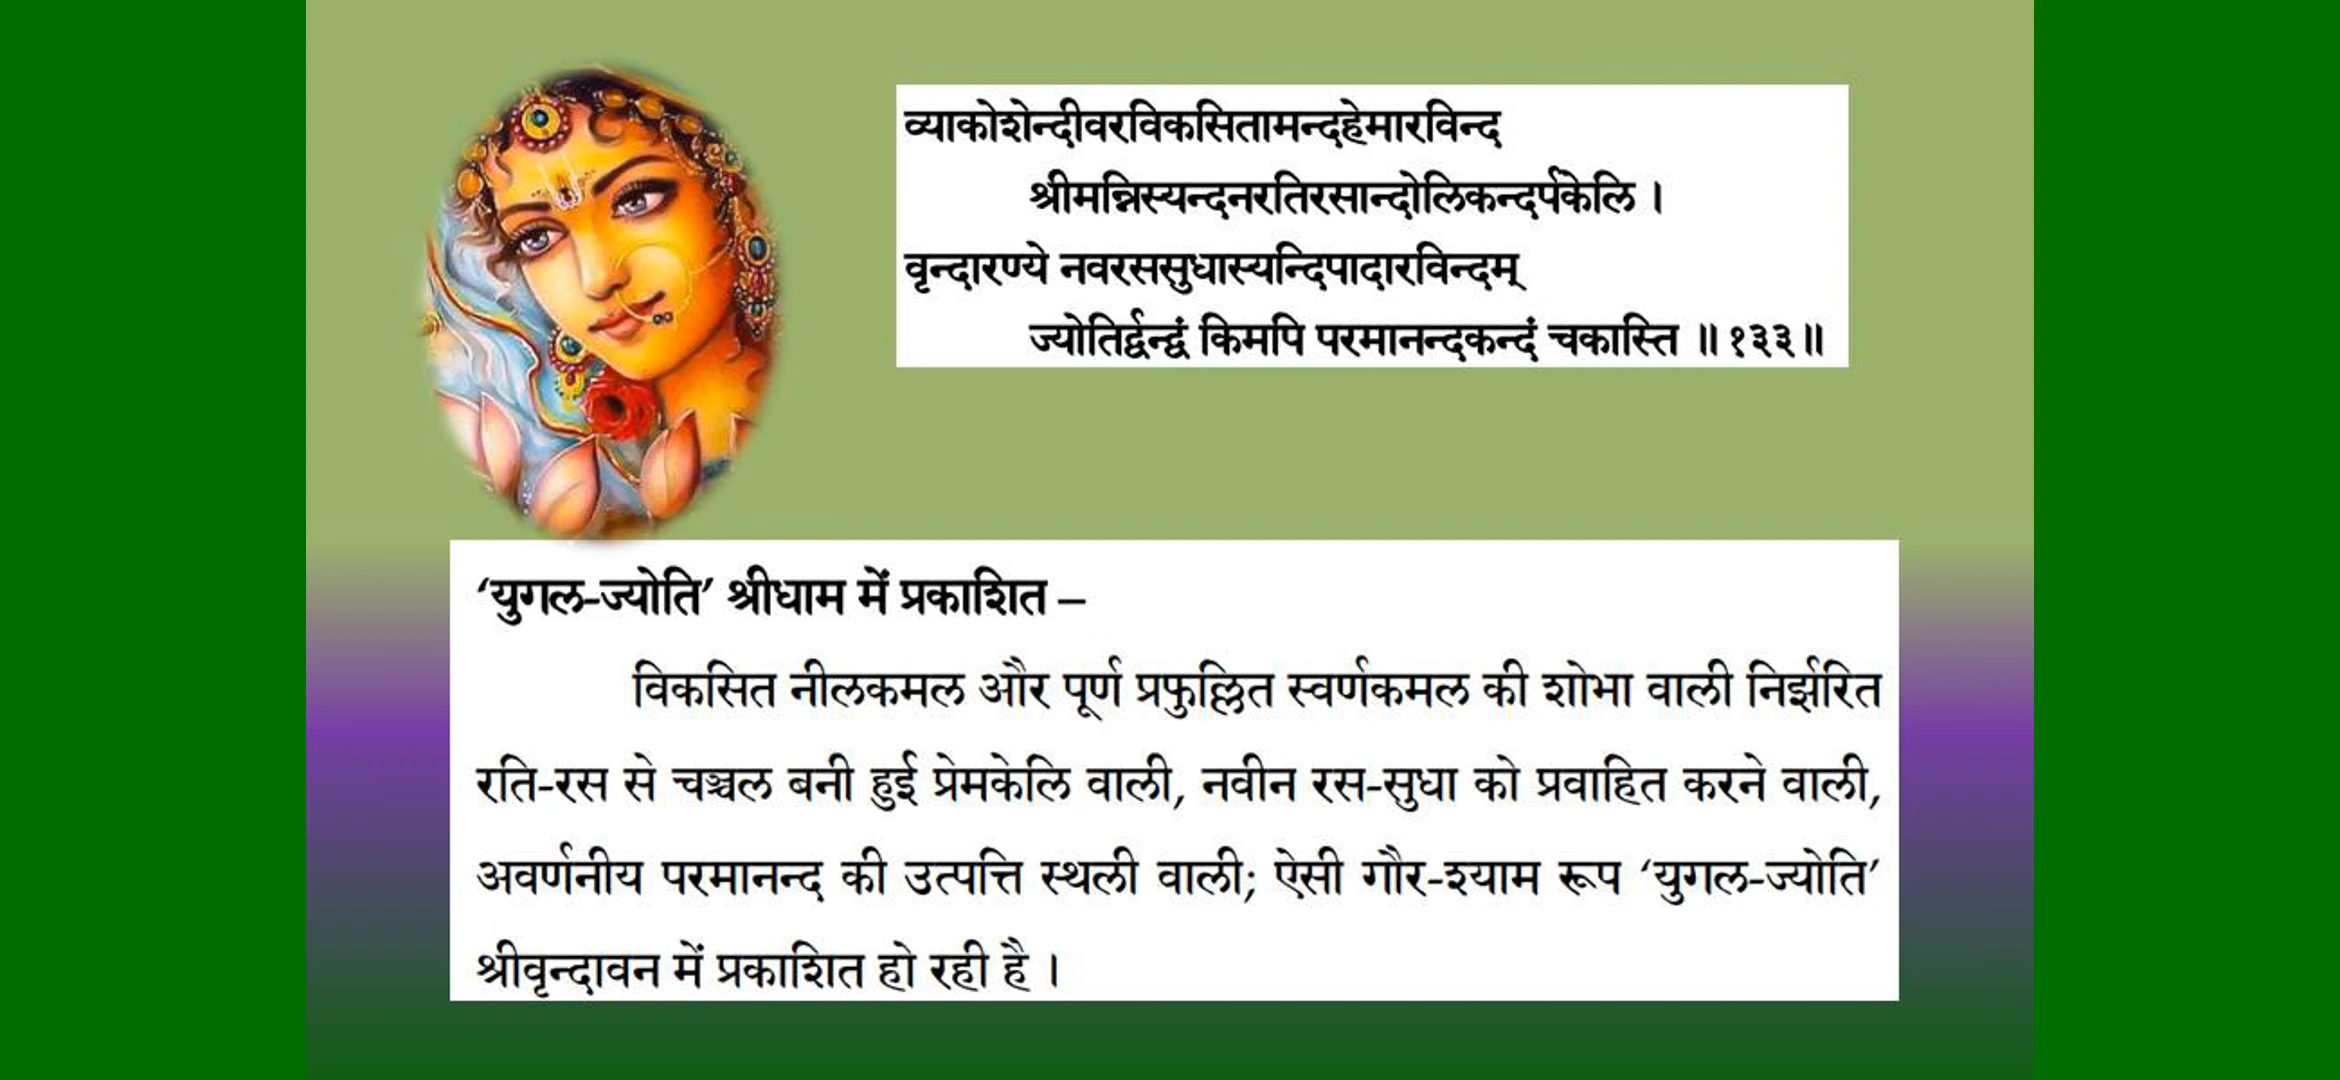 व्याकोशेन्दीवरविकसितामन्दहेमारविन्द
श्रीमन्निस्यन्दनरतिरसान्दोलिकन्दर्पकेलि ।
वृन्दारण्ये नवरससुधास्यन्दिपादारविन्दम्
ज्योतिर्द्वन्द्वं किमपि परमानन्दकन्दं चकास्ति ॥ १३३॥
‘युगल-ज्योति’ श्रीधाम में प्रकाशित –
विकसित नीलकमल और पूर्ण प्रफुल्लित स्वर्णकमल की शोभा वाली निर्झरित
रति-रस से चञ्चल बनी हुई प्रेमकेलि वाली, नवीन रस-सुधा को प्रवाहित करने वाली,
अवर्णनीय परमानन्द की उत्पत्ति स्थली वाली; ऐसी गौर-श्याम रूप ‘युगल-ज्योति’
श्रीवृन्दावन में प्रकाशित हो रही है ।